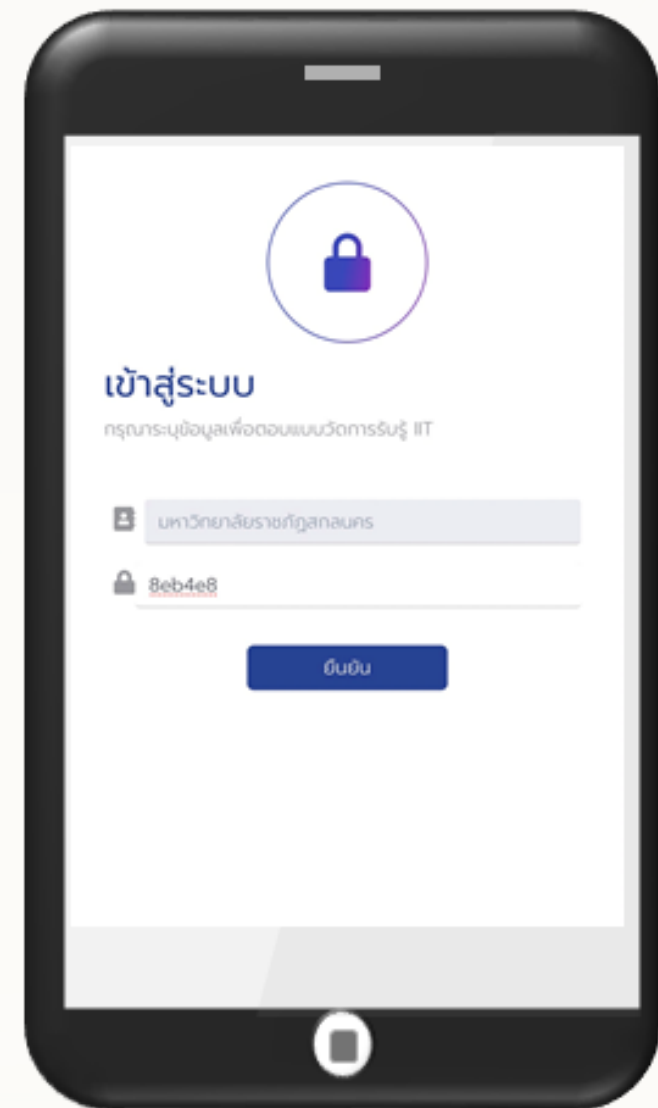 เข้าสู่ระบบ
กรุณาระบุข้อมูลเพื่อตอบแบบวัดการรับรู้ IIT
มหาวิทยาลัยราชภัฏสกลนคร
8eb4e8
ยืนยัน